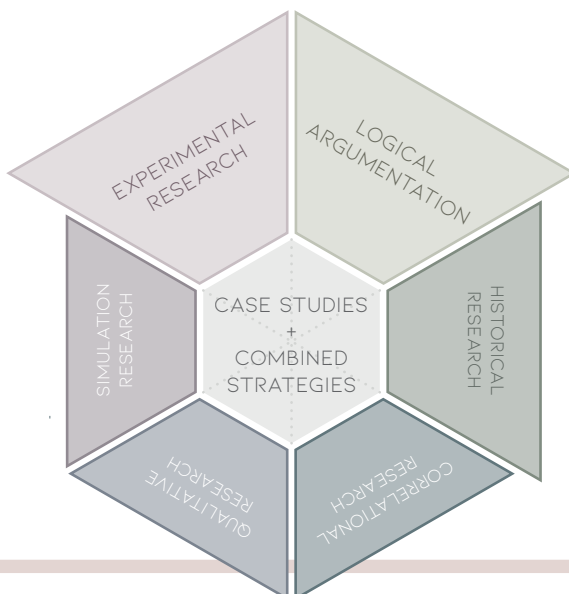 EXPERIMENTAL
RESEARCH
LOGICAL
ARGUMENTATION
SIMULATION
RESEARCH
CASE STUDIES
+
COMBINED
STRATEGIES
HISTORICAL
RESEARCH
QUALITATIVE
RESEARCH
CORRELATIONAL
RESEARCH